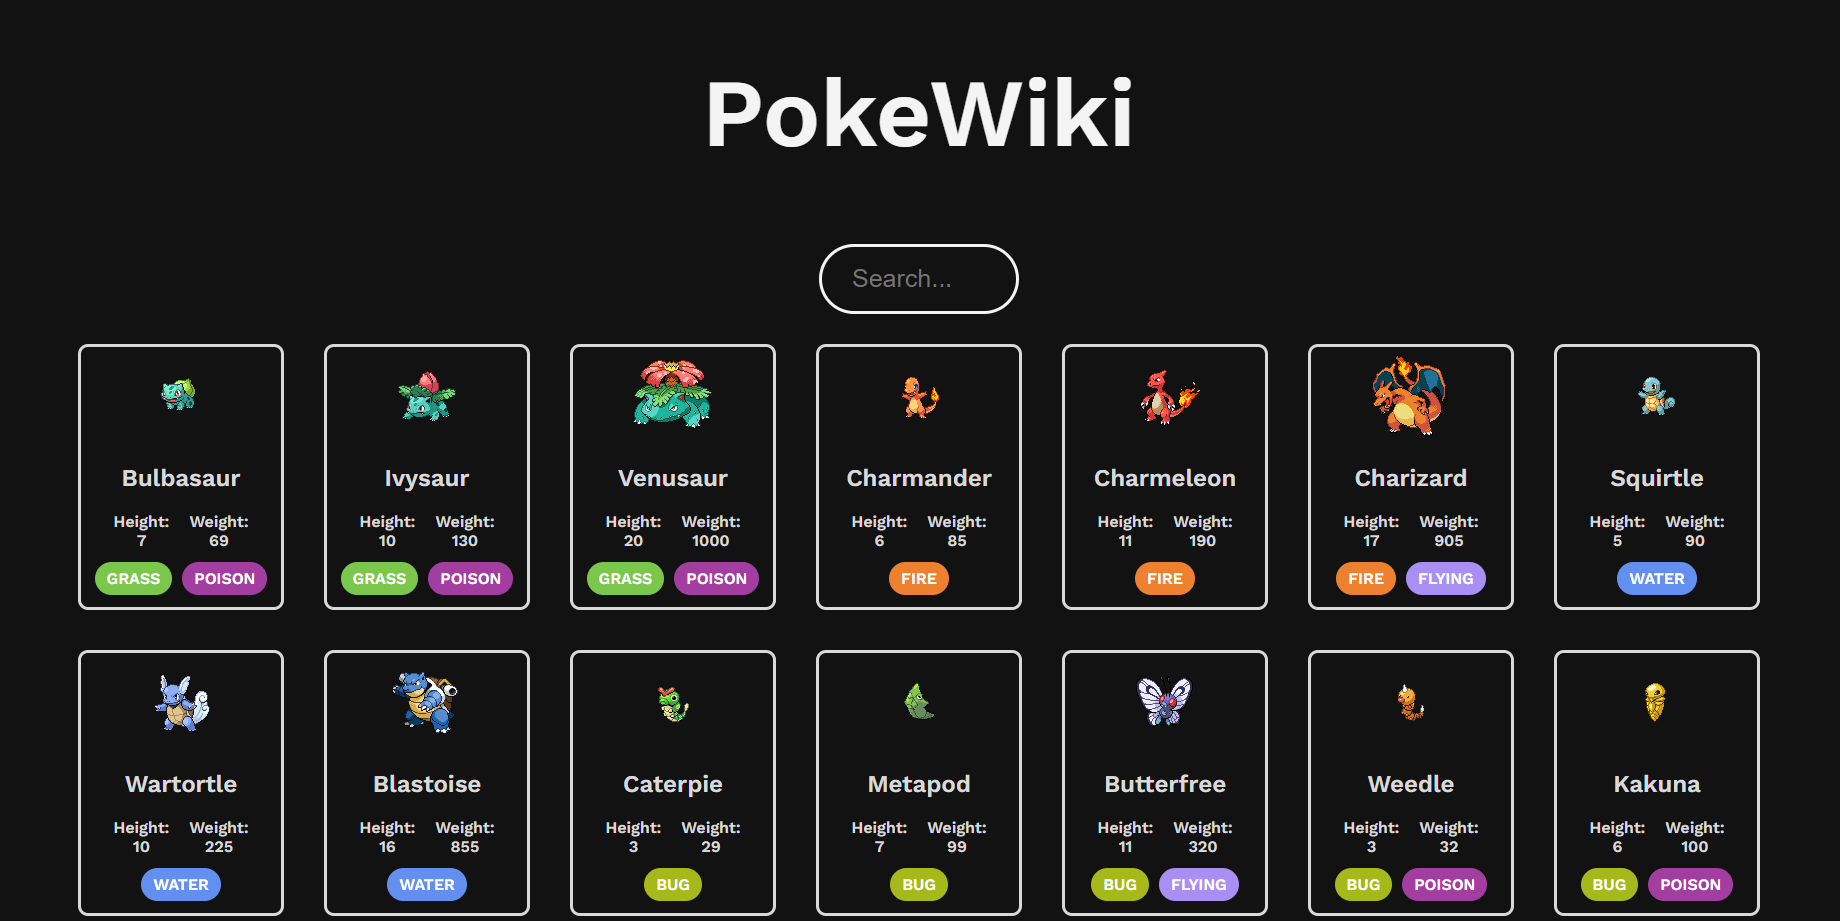 PokeWiki
Search...
Bulbasaur
Height: Weight:
7 69
GRASS POISON
Ivysaur
Height: Weight:
10 130
GRASS POISON
Venusaur
Height: Weight:
20 1000
GRASS POISON
Charmander
Height: Weight:
6 85
FIRE
Charmeleon
Height: Weight:
11 190
FIRE
Charizard
Height: Weight:
17 905
FIRE FLYING
Squirtle
Height: Weight:
5 90
WATER
Wartortle
Height: Weight:
10 225
WATER
Blastoise
Height: Weight:
16 855
WATER
Caterpie
Height: Weight:
3 29
BUG
Metapod
Height: Weight:
7 99
BUG
Butterfree
Height: Weight:
11 320
BUG FLYING
Weedle
Height: Weight:
3 32
BUG POISON
Kakuna
Height: Weight:
6 100
BUG POISON